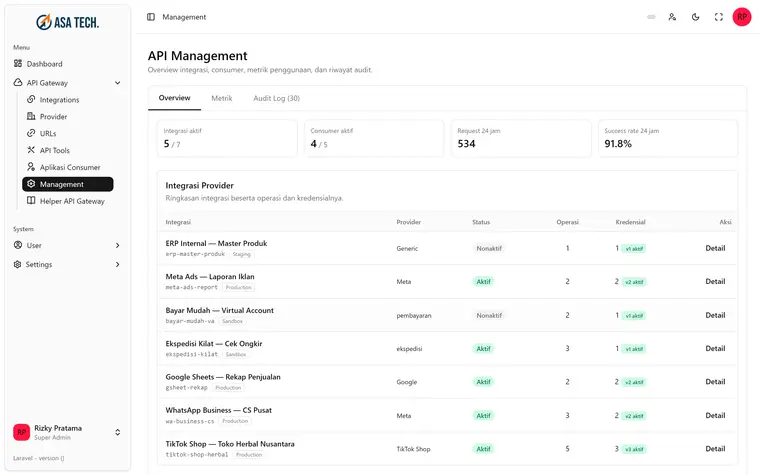 ASA TECH.
Management
RP
Menu
Dashboard
API Gateway
Integrations
Provider
URLs
API Tools
Aplikasi Consumer
Management
Helper API Gateway
System
User
Settings
RP
Rizky Pratama
Super Admin
Laravel - version ()
API Management
Overview integrasi, consumer, metrik penggunaan, dan riwayat audit.
Overview Metrik Audit Log (30)
Integrasi aktif
5 / 7
Consumer aktif
4 / 5
Request 24 jam
534
Success rate 24 jam
91.8%
Integrasi Provider
Ringkasan integrasi beserta operasi dan kredensialnya.
Integrasi Provider Status Operasi Kredensial Aksi
ERP Internal — Master Produk
erp-master-produk Staging
Generic Nonaktif 1 1 v1 aktif Detail
Meta Ads — Laporan Iklan
meta-ads-report Production
Meta Aktif 2 2 v2 aktif Detail
Bayar Mudah — Virtual Account
bayar-mudah-va Sandbox
pembayaran Nonaktif 2 1 v1 aktif Detail
Ekspedisi Kilat — Cek Ongkir
ekspedisi-kilat Sandbox
ekspedisi Aktif 3 1 v1 aktif Detail
Google Sheets — Rekap Penjualan
gsheet-rekap Production
Google Aktif 2 2 v2 aktif Detail
WhatsApp Business — CS Pusat
wa-business-cs Production
Meta Aktif 3 2 v2 aktif Detail
TikTok Shop — Toko Herbal Nusantara
tiktok-shop-herbal Production
TikTok Shop Aktif 5 3 v3 aktif Detail